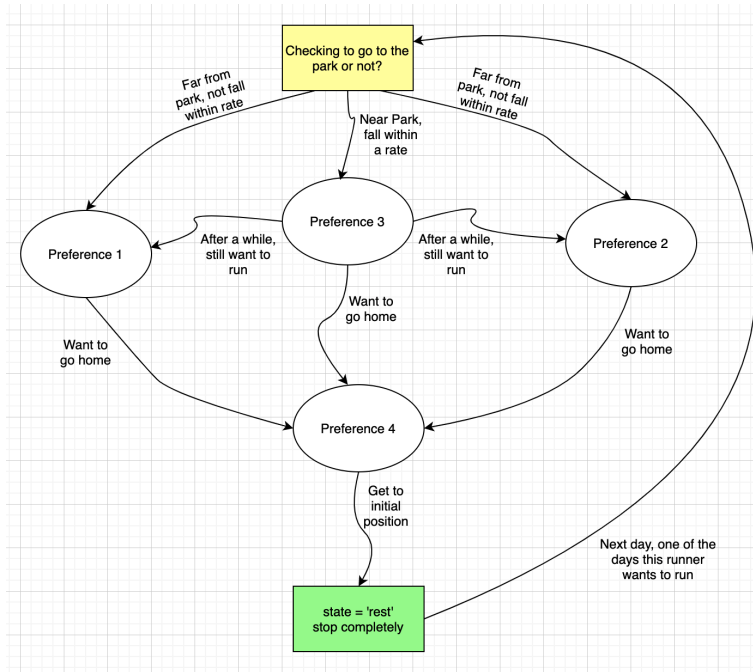 Checking to go to the
park or not?
Far from
park, not fall
within rate
Near Park,
fall within
a rate
Far from
park, not fall
within rate
Preference 1
After a while,
still want to
run
Preference 3
After a while,
still want to
run
Preference 2
Want to
go home
Want to
go home
Want to
go home
Preference 4
Get to
initial
position
Next day, one of the
days this runner
wants to run
state = 'rest'
stop completely